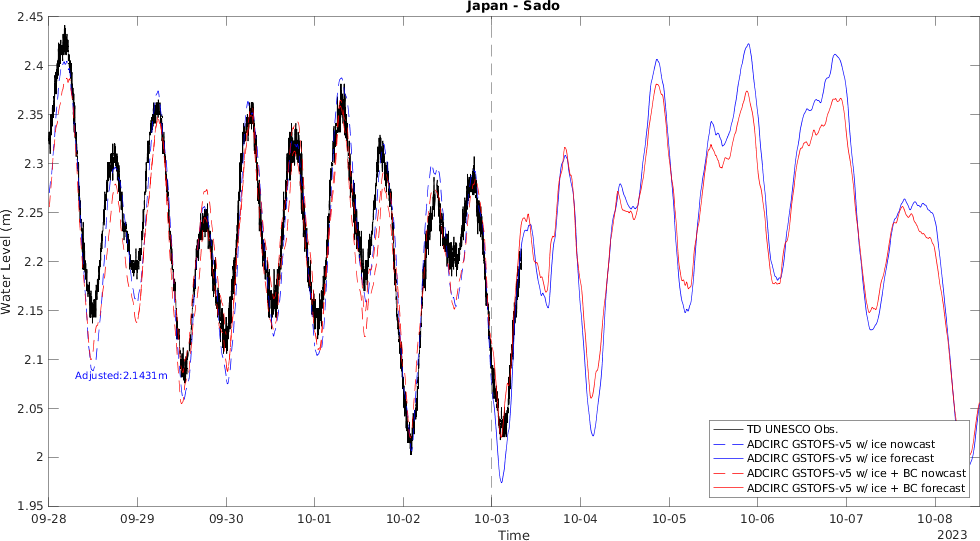 Japan - Sado
2.45
2.4
2.35
2.3
2.25
2.2
2.15
2.1
2.05
2
1.95
Water Level (m)
Adjusted:2.1431m
TD UNESCO Obs.
ADCIRC GSTOFS-v5 w/ ice nowcast
ADCIRC GSTOFS-v5 w/ ice forecast
ADCIRC GSTOFS-v5 w/ ice + BC nowcast
ADCIRC GSTOFS-v5 w/ ice + BC forecast
09-28 09-29 09-30 10-01 10-02 10-03 10-04 10-05 10-06 10-07 10-08
Time
2023